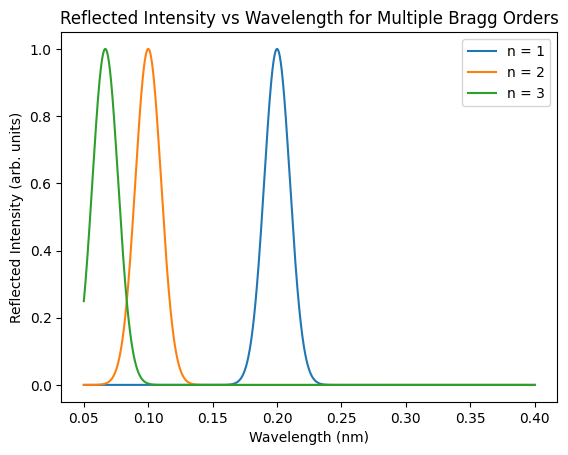 Reflected Intensity vs Wavelength for Multiple Bragg Orders
n = 1
n = 2
n = 3
Reflected Intensity (arb. units)
1.0
0.8
0.6
0.4
0.2
0.0
0.05 0.10 0.15 0.20 0.25 0.30 0.35 0.40
Wavelength (nm)